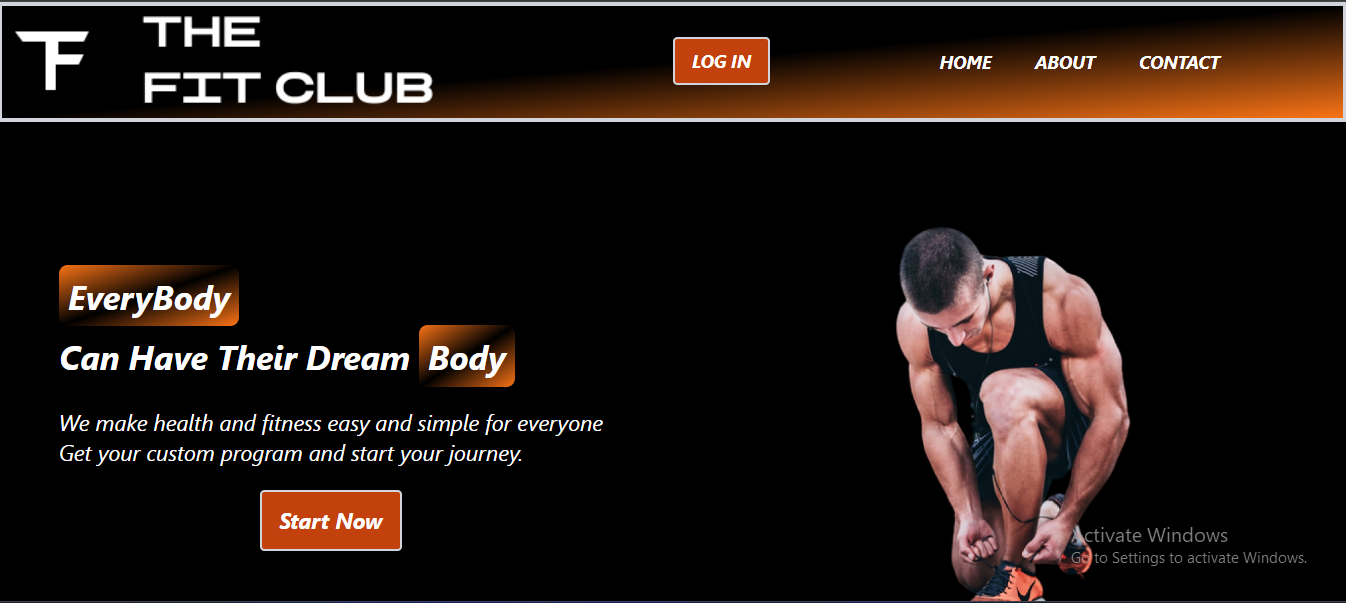 THE
FIT CLUB
LOG IN
HOME ABOUT CONTACT
EveryBody
Can Have Their Dream Body
We make health and fitness easy and simple for everyone
Get your custom program and start your journey.
Start Now
Activate Windows
Go to Settings to activate Windows.